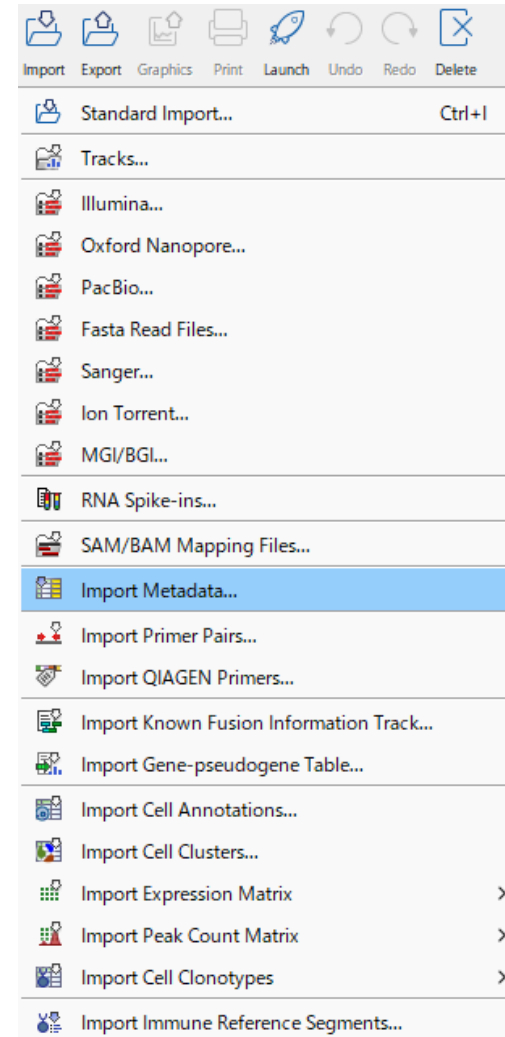 Import Export Graphics Print Launch Undo Redo Delete
Standard Import... Ctrl+I
Tracks...
Illumina...
Oxford Nanopore...
PacBio...
Fasta Read Files...
Sanger...
Ion Torrent...
MGI/BGI...
RNA Spike-ins...
SAM/BAM Mapping Files...
Import Metadata...
Import Primer Pairs...
Import QIAGEN Primers...
Import Known Fusion Information Track...
Import Gene-pseudogene Table...
Import Cell Annotations...
Import Cell Clusters...
Import Expression Matrix
Import Peak Count Matrix
Import Cell Clonotypes
Import Immune Reference Segments...